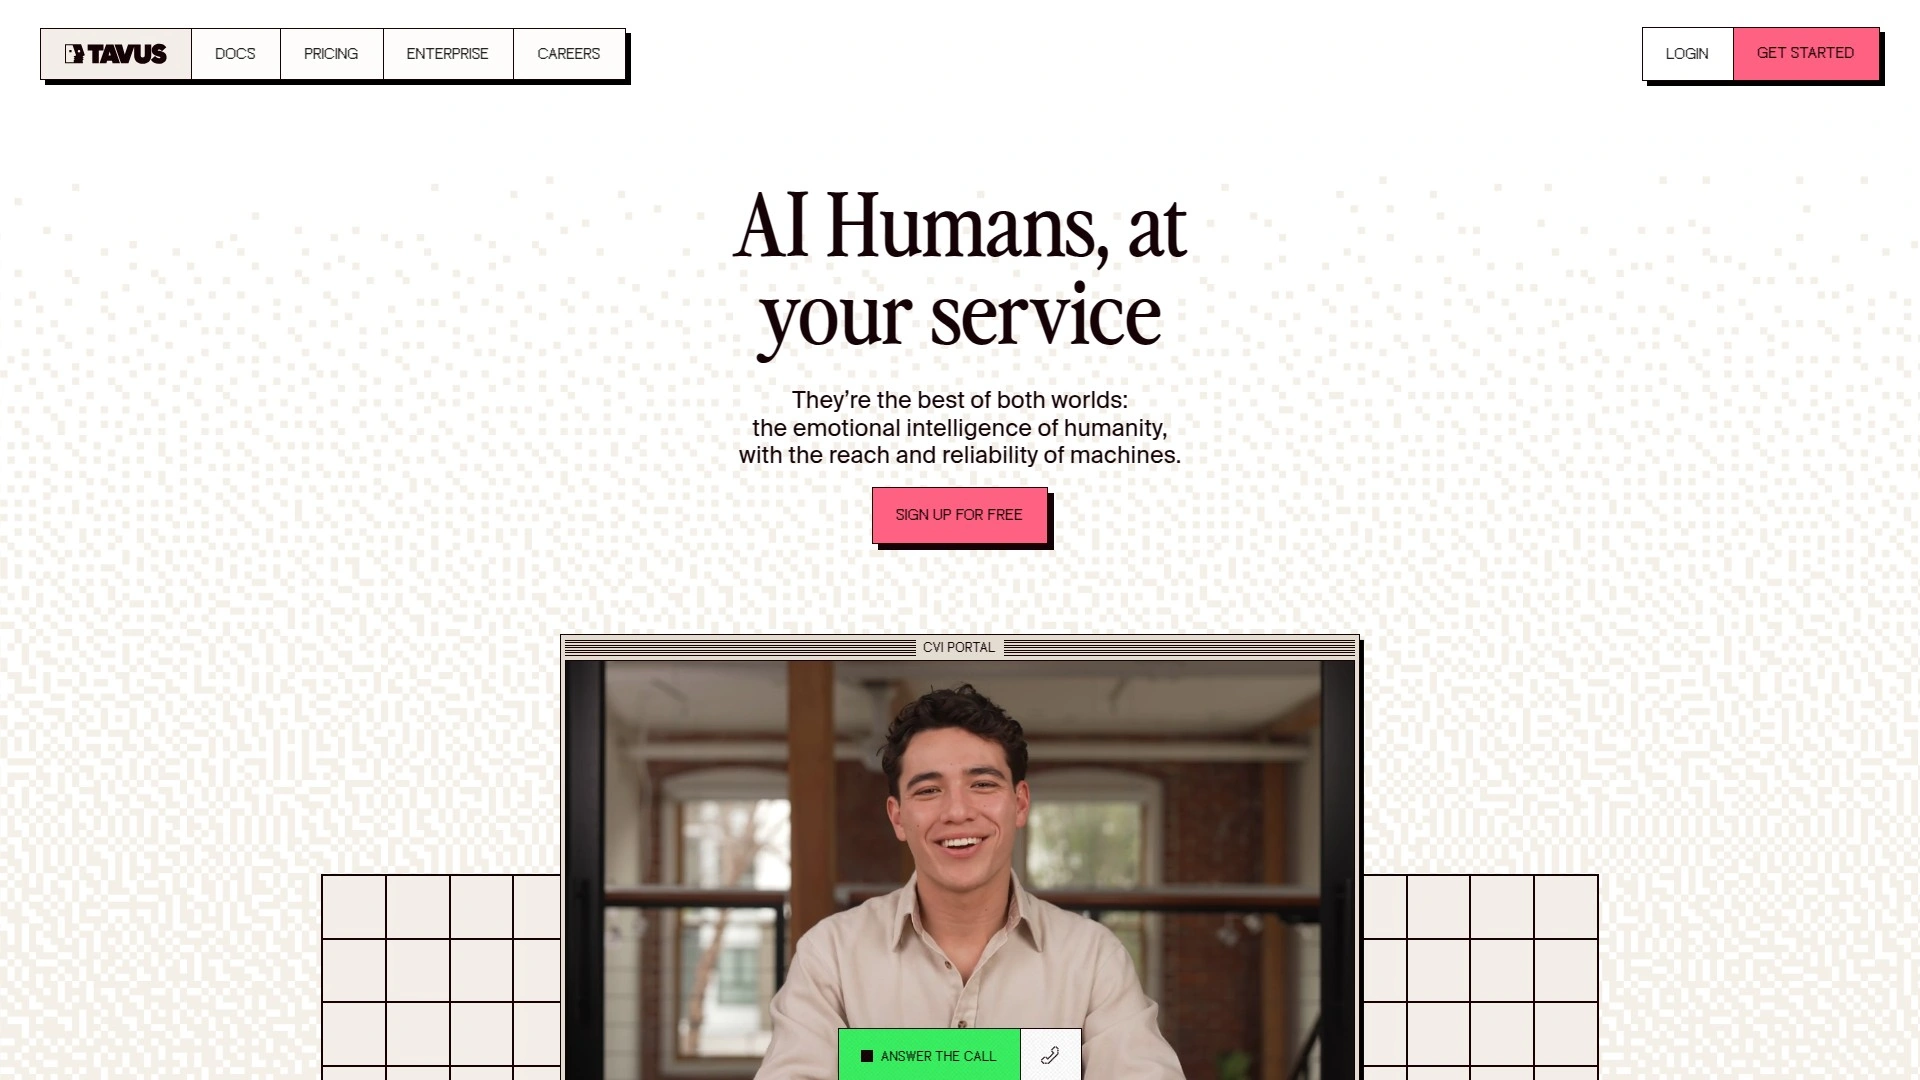 TAVUS
DOCS
PRICING
ENTERPRISE
CAREERS
LOGIN
GET STARTED
AI Humans, at
your service
They’re the best of both worlds:
the emotional intelligence of humanity,
with the reach and reliability of machines.
SIGN UP FOR FREE
CVI PORTAL
ANSWER THE CALL